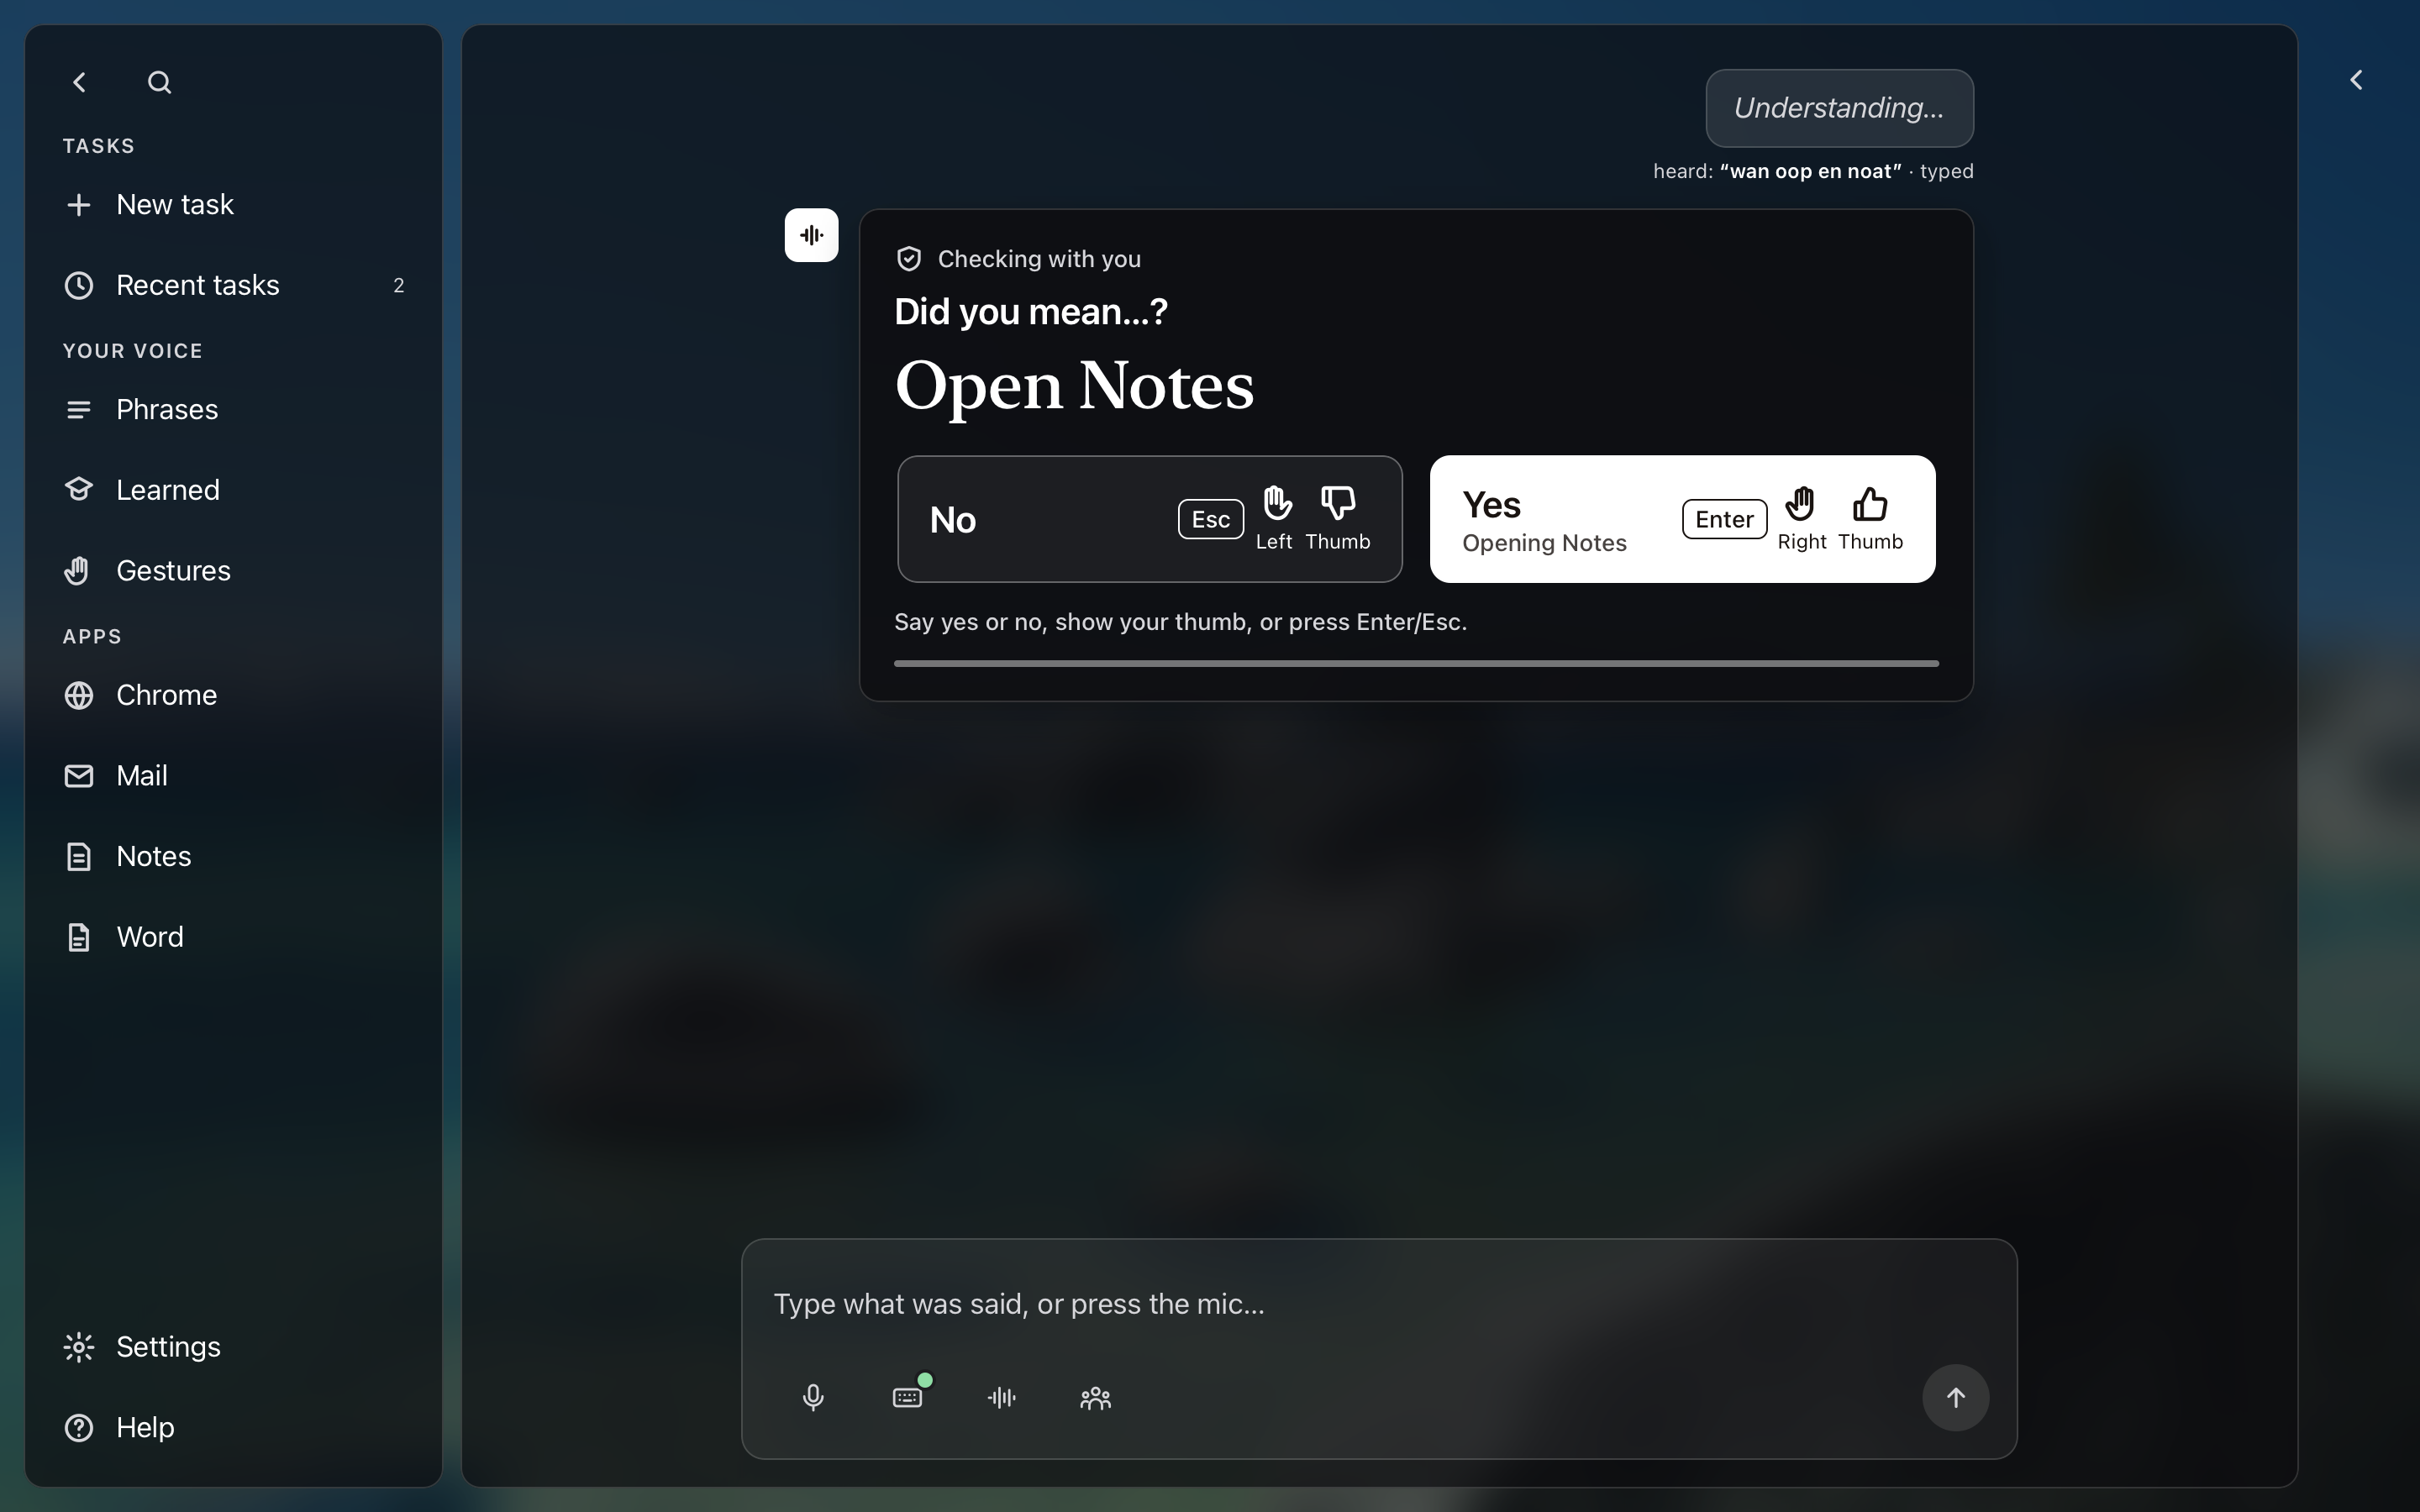 TASKS
New task
Recent tasks 2
YOUR VOICE
Phrases
Learned
Gestures
APPS
Chrome
Mail
Notes
Word
Settings
Help
Understanding...
heard: “wan oop en noat” · typed
Checking with you
Did you mean...?
Open Notes
No
Esc
Left
Thumb
Yes
Opening Notes
Enter
Right
Thumb
Say yes or no, show your thumb, or press Enter/Esc.
Type what was said, or press the mic...